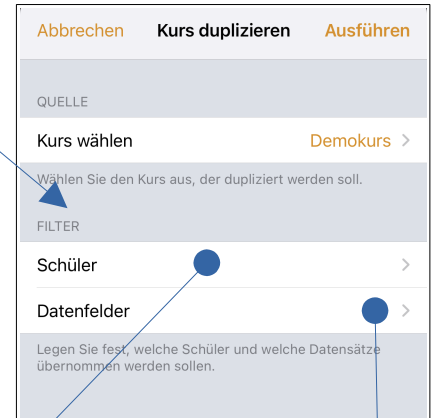 Abbrechen Kurs duplizieren Ausführen
QUELLE
Kurs wählen Demokurs
Wählen Sie den Kurs aus, der dupliziert werden soll.
FILTER
Schüler
Datenfelder
Legen Sie fest, welche Schüler und welche Datensätze
übernommen werden sollen.